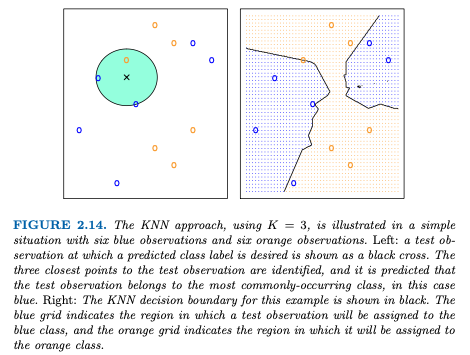 FIGURE 2.14. The KNN approach, using K = 3, is illustrated in a simple
situation with six blue observations and six orange observations. Left: a test ob-
servation at which a predicted class label is desired is shown as a black cross. The
three closest points to the test observation are identified, and it is predicted that
the test observation belongs to the most commonly-occurring class, in this case
blue. Right: The KNN decision boundary for this example is shown in black. The
blue grid indicates the region in which a test observation will be assigned to the
blue class, and the orange grid indicates the region in which it will be assigned to
the orange class.